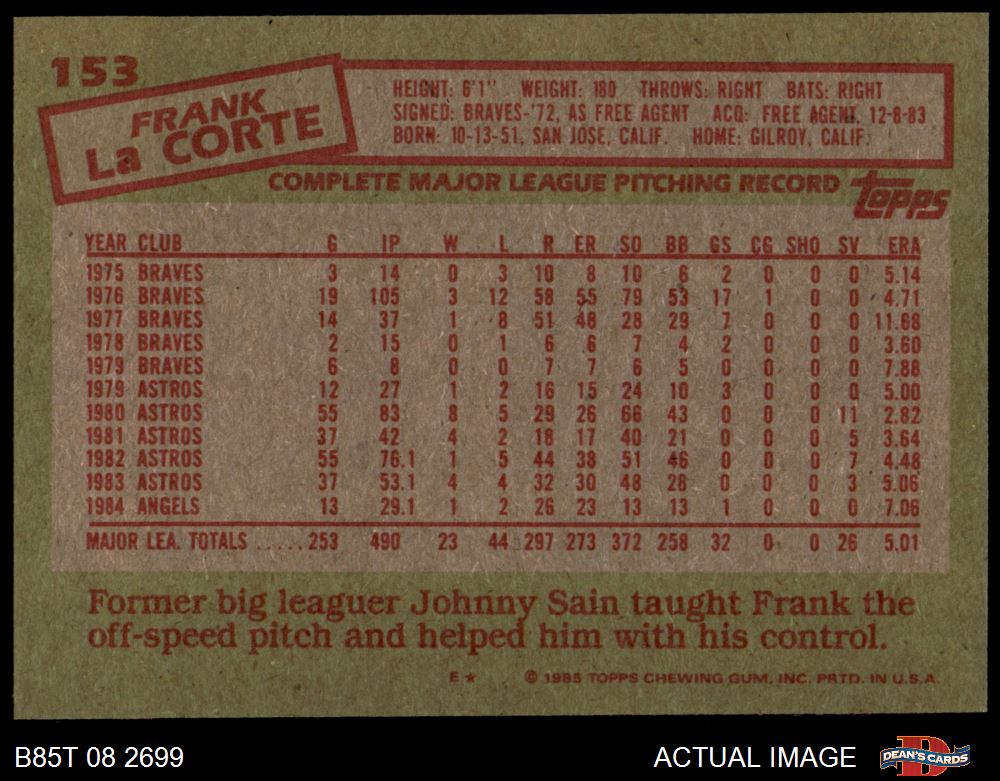 153
FRANK
La CORTE
HEIGHT: 6'1" WEIGHT: 180 THROWS: RIGHT BATS: RIGHT
SIGNED: BRAVES-'72, AS FREE AGENT ACQ: FREE AGENT, 12-8-83
BORN: 10-13-51, SAN JOSE, CALIF. HOME: GILROY, CALIF.
COMPLETE MAJOR LEAGUE PITCHING RECORD topps
YEAR CLUB G IP W L R ER SO BB GS CG SHO SV ERA
1975 BRAVES 3 14 0 3 10 8 10 6 2 0 0 0 5.14
1976 BRAVES 19 105 3 12 58 55 79 53 17 1 0 0 4.71
1977 BRAVES 14 37 1 8 51 48 28 29 7 0 0 0 11.68
1978 BRAVES 2 15 0 1 6 6 7 4 2 0 0 0 3.60
1979 BRAVES 6 8 0 0 7 7 6 5 0 0 0 0 7.88
1979 ASTROS 12 27 1 2 16 15 24 10 3 0 0 0 5.00
1980 ASTROS 55 83 8 5 29 26 66 43 0 0 0 11 2.82
1981 ASTROS 37 42 4 2 18 17 40 21 0 0 0 5 3.64
1982 ASTROS 55 76.1 1 5 44 38 51 46 0 0 0 7 4.48
1983 ASTROS 37 53.1 4 4 32 30 48 28 0 0 0 3 5.06
1984 ANGELS 13 29.1 1 2 26 23 13 13 1 0 0 0 7.06
MAJOR LEA. TOTALS .....253 490 23 44 297 273 372 258 32 0 0 26 5.01
Former big leaguer Johnny Sain taught Frank the
off-speed pitch and helped him with his control.
E★ © 1985 TOPPS CHEWING GUM, INC. PRTD. IN U.S.A.
B85T 08 2699 ACTUAL IMAGE DEAN'S CARDS